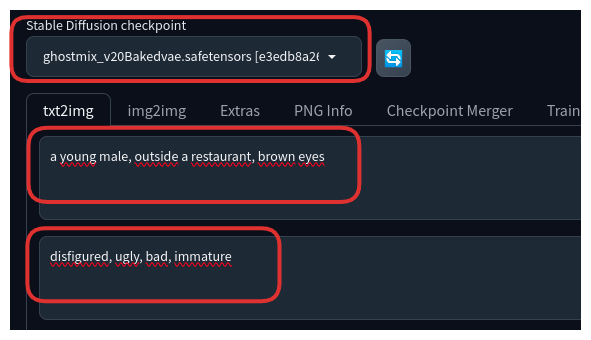 Stable Diffusion checkpoint
ghostmix_v20Bakedvae.safetensors [e3edb8a26
txt2img img2img Extras PNG Info Checkpoint Merger Train
a young male, outside a restaurant, brown eyes
disfigured, ugly, bad, immature